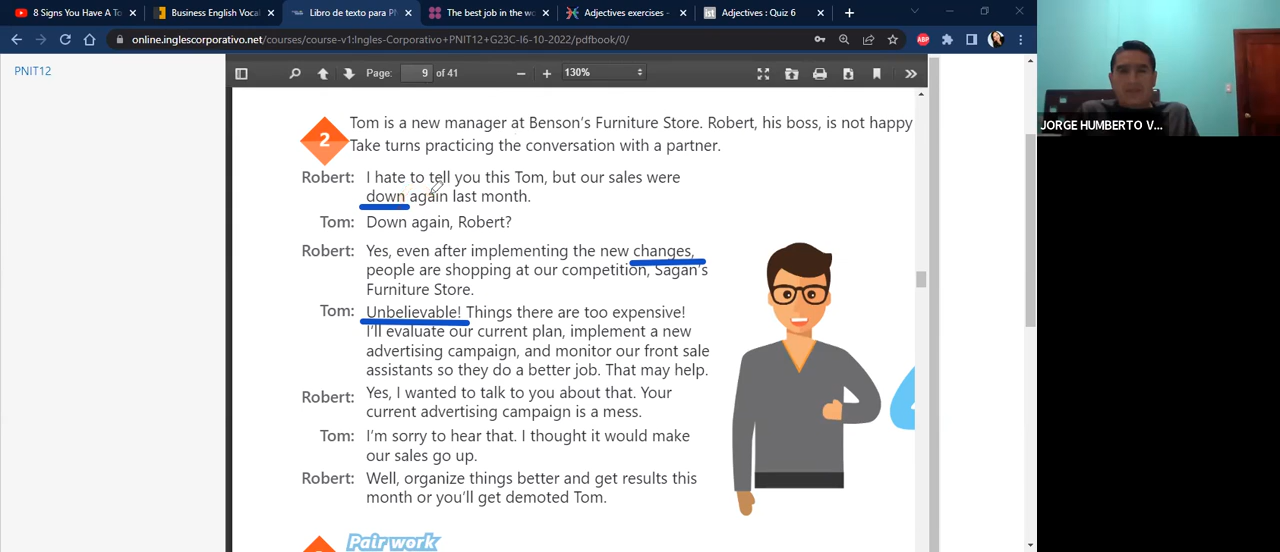 8 Signs You Have A To
Business English Vocab
Libro de texto para PN
The best job in the wo
Adjectives exercises -
ist
Adjectives : Quiz 6
online.inglescorporativo.net/courses/course-v1:Ingles-Corporativo+PNIT12+G23C-I6-10-2022/pdfbook/0/
ABP
PNIT12
Page: 9 of 41
130%
JORGE HUMBERTO V...
2
Tom is a new manager at Benson's Furniture Store. Robert, his boss, is not happy
Take turns practicing the conversation with a partner.
Robert: I hate to tell you this Tom, but our sales were
down again last month.
Tom: Down again, Robert?
Robert: Yes, even after implementing the new changes,
people are shopping at our competition, Sagan's
Furniture Store.
Tom: Unbelievable! Things there are too expensive!
I'll evaluate our current plan, implement a new
advertising campaign, and monitor our front sale
assistants so they do a better job. That may help.
Robert: Yes, I wanted to talk to you about that. Your
current advertising campaign is a mess.
Tom: I'm sorry to hear that. I thought it would make
our sales go up.
Robert: Well, organize things better and get results this
month or you'll get demoted Tom.
Pair work